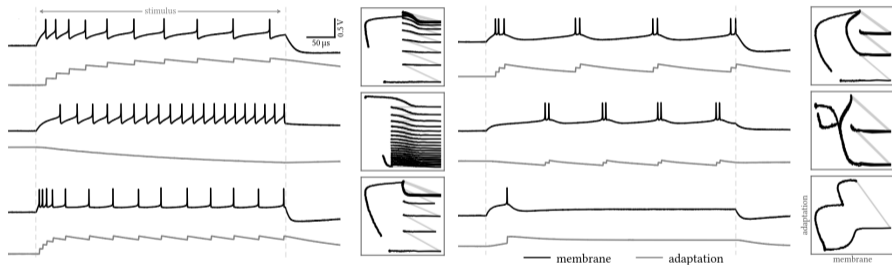 stimulus
0.5 V
50 µs
adaptation
membrane
membrane
adaptation